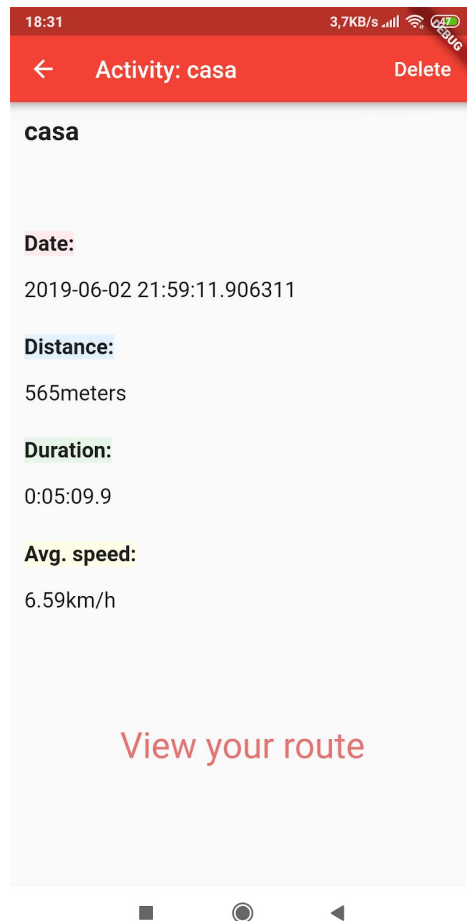 18:31 3,7KB/s 47
DEBUG
Activity: casa Delete
casa
Date:
2019-06-02 21:59:11.906311
Distance:
565meters
Duration:
0:05:09.9
Avg. speed:
6.59km/h
View your route